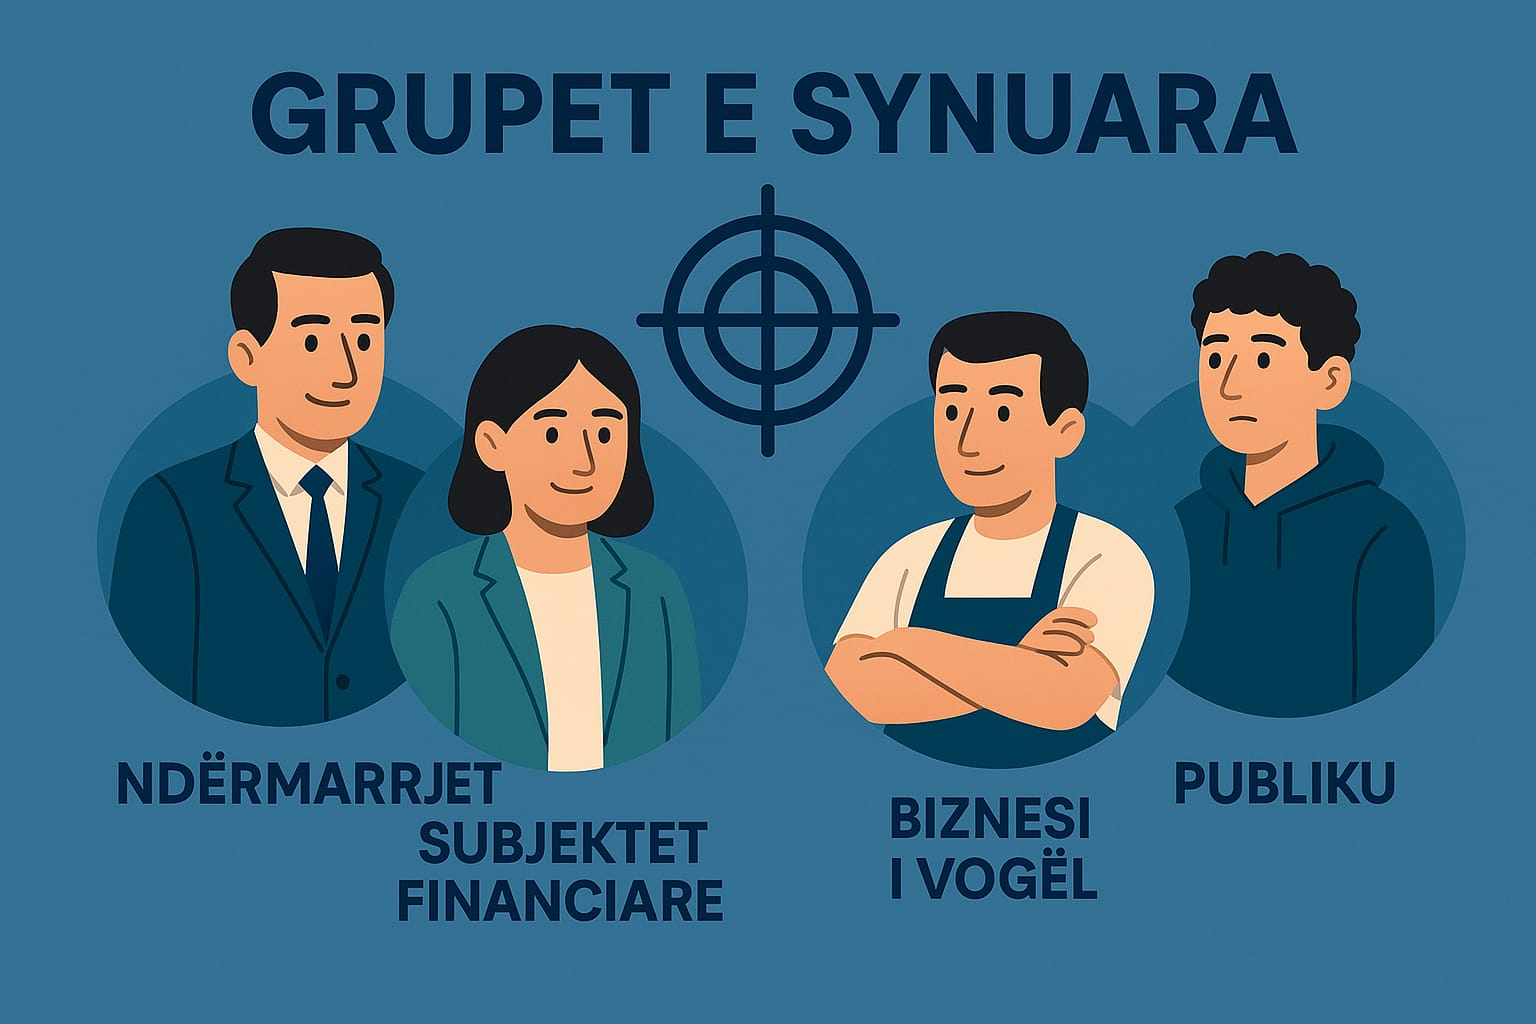 GRUPET E SYNUARA
NDËRMARRJET
SUBJEKTET
FINANCIARE
BIZNESI
I VOGËL
PUBLIKU